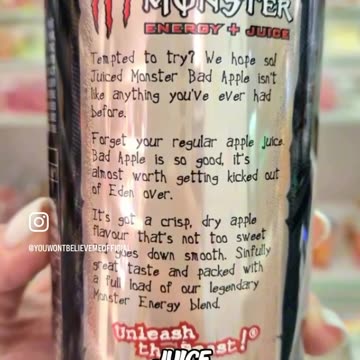 MONSTER
ENERGY + JUICE
Tempted to try? We hope so!
Juiced Monster Bad Apple isn't
like anything you've ever had
before.
Forget your regular apple juice.
Bad Apple is so good, it's
almost worth getting kicked out
of Eden over.
It's got a crisp, dry apple
flavour that's not too sweet
goes down smooth. Sinfully
great taste and packed with
a full load of our legendary
Monster Energy blend.
@YOUWONTBELIEVEMEOFFICIAL
Unleash
the Beast!®
JUICE